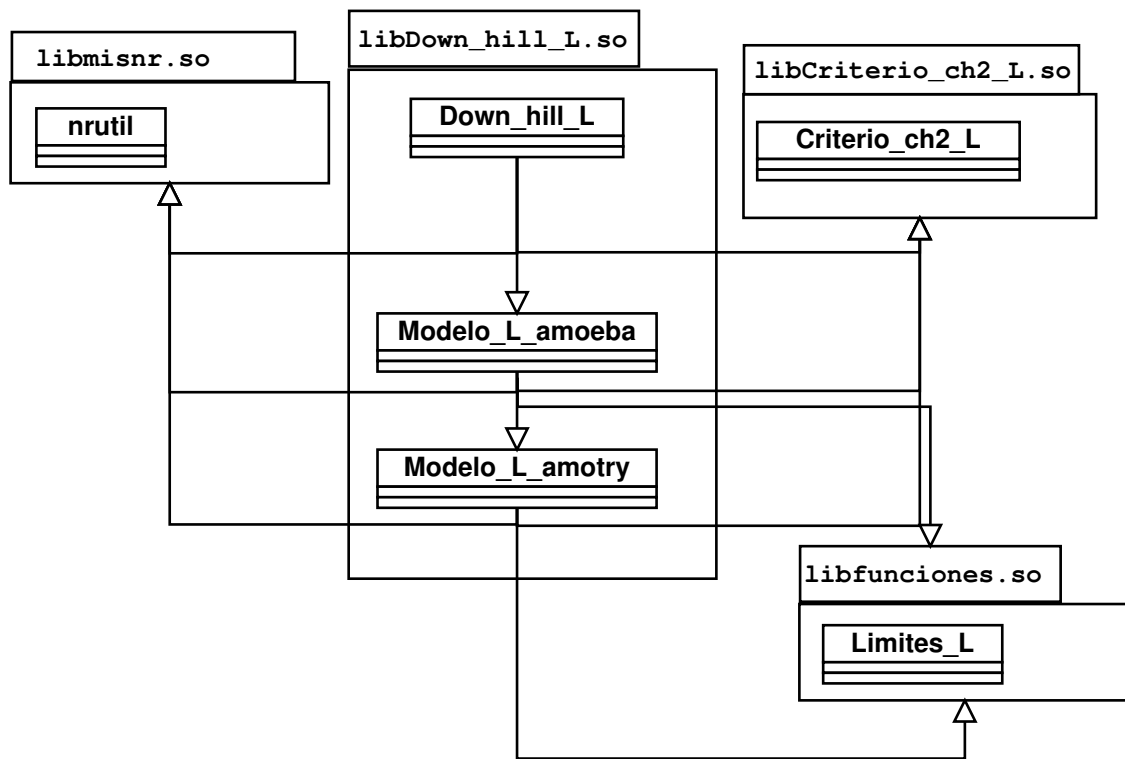 libmisnr.so
nrutil
libDown_hill_L.so
Down_hill_L
Modelo_L_amoeba
Modelo_L_amotry
libCriterio_ch2_L.so
Criterio_ch2_L
libfunciones.so
Limites_L